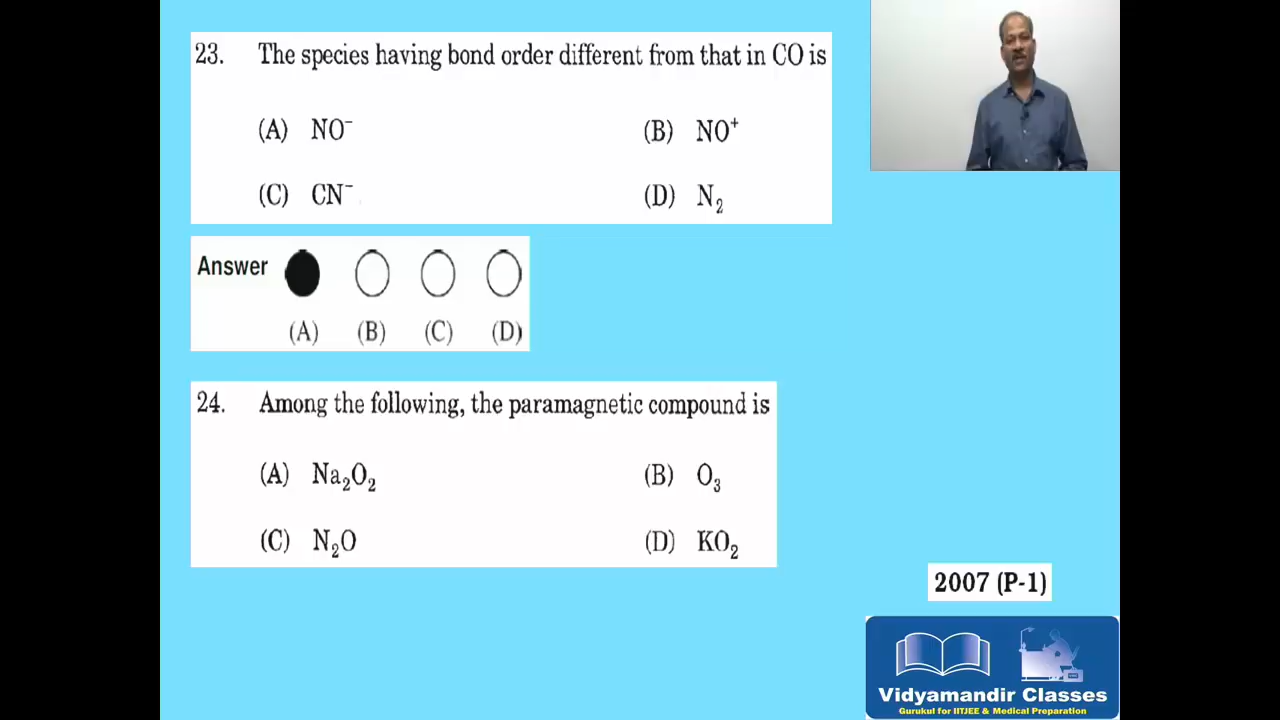 23. The species having bond order different from that in CO is
(A) NO⁻ (B) NO⁺
(C) CN⁻ (D) N₂
Answer
(A) (B) (C) (D)
24. Among the following, the paramagnetic compound is
(A) Na₂O₂ (B) O₃
(C) N₂O (D) KO₂
2007 (P-1)
Vidyamandir Classes
Gurukul for IITJEE & Medical Preparation